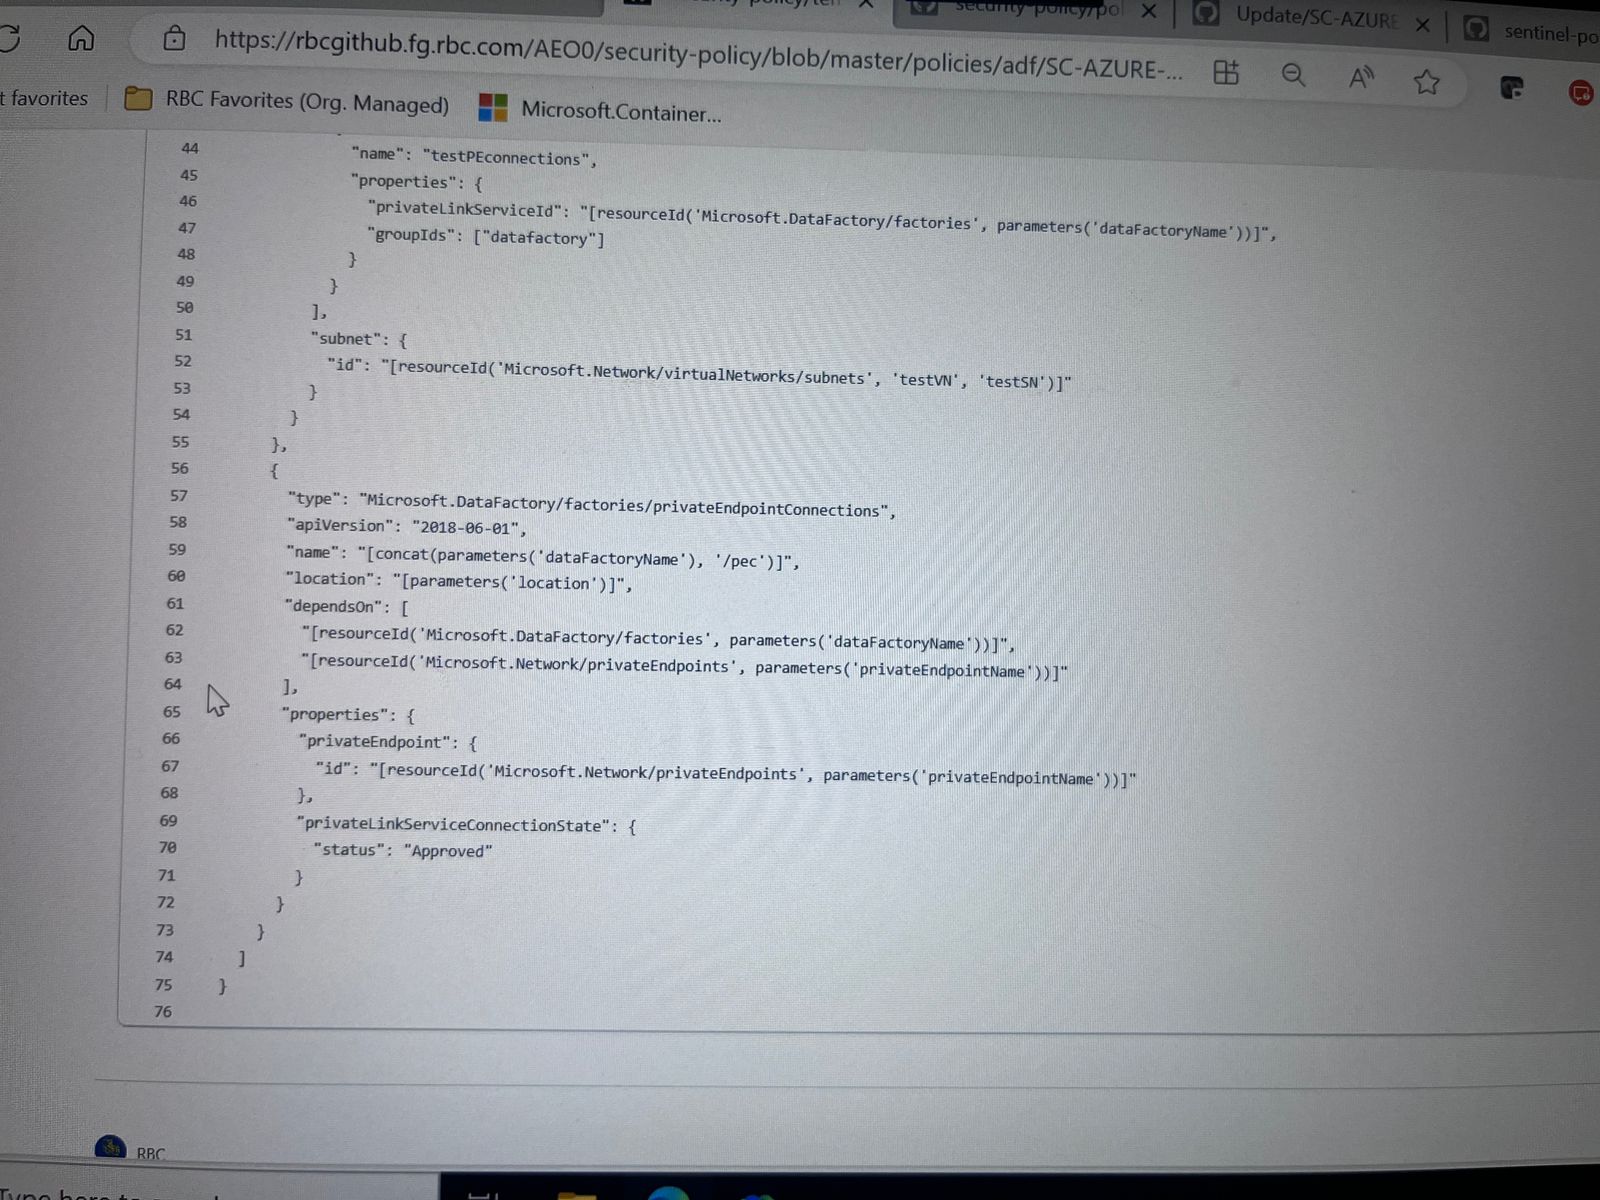 Update/SC-AZURE
https://rbcgithub.fg.rbc.com/AEO0/security-policy/blob/master/policies/adf/SC-AZURE-...
t favorites RBC Favorites (Org. Managed) Microsoft.Container...
44 "name": "testPEconnections",
45 "properties": {
46 "privateLinkServiceId": "[resourceId('Microsoft.DataFactory/factories', parameters('dataFactoryName'))]",
47 "groupIds": ["datafactory"]
48 }
49 }
50 ],
51 "subnet": {
52 "id": "[resourceId('Microsoft.Network/virtualNetworks/subnets', 'testVN', 'testSN')]"
53 }
54 }
55 },
56 {
57 "type": "Microsoft.DataFactory/factories/privateEndpointConnections",
58 "apiVersion": "2018-06-01",
59 "name": "[concat(parameters('dataFactoryName'), '/pec')]",
60 "location": "[parameters('location')]",
61 "dependsOn": [
62 "[resourceId('Microsoft.DataFactory/factories', parameters('dataFactoryName'))]",
63 "[resourceId('Microsoft.Network/privateEndpoints', parameters('privateEndpointName'))]"
64 ],
65 "properties": {
66 "privateEndpoint": {
67 "id": "[resourceId('Microsoft.Network/privateEndpoints', parameters('privateEndpointName'))]"
68 },
69 "privateLinkServiceConnectionState": {
70 "status": "Approved"
71 }
72 }
73 }
74 ]
75 }
76
RBC